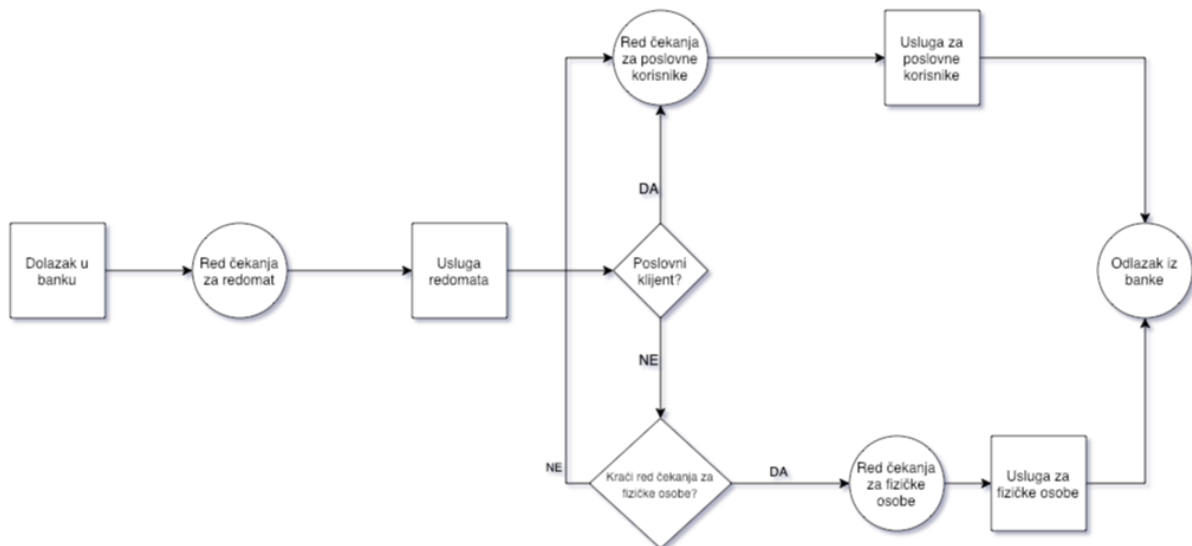 Red čekanja
za poslovne
korisnike
Usluga za
poslovne
korisnike
DA
Dolazak u
banku
Red čekanja
za redomat
Usluga
redomata
Poslovni
klijent?
Odlazak iz
banke
NE
NE
Kraći red čekanja za
fizičke osobe?
DA
Red čekanja
za fizičke
osobe
Usluga za
fizičke osobe